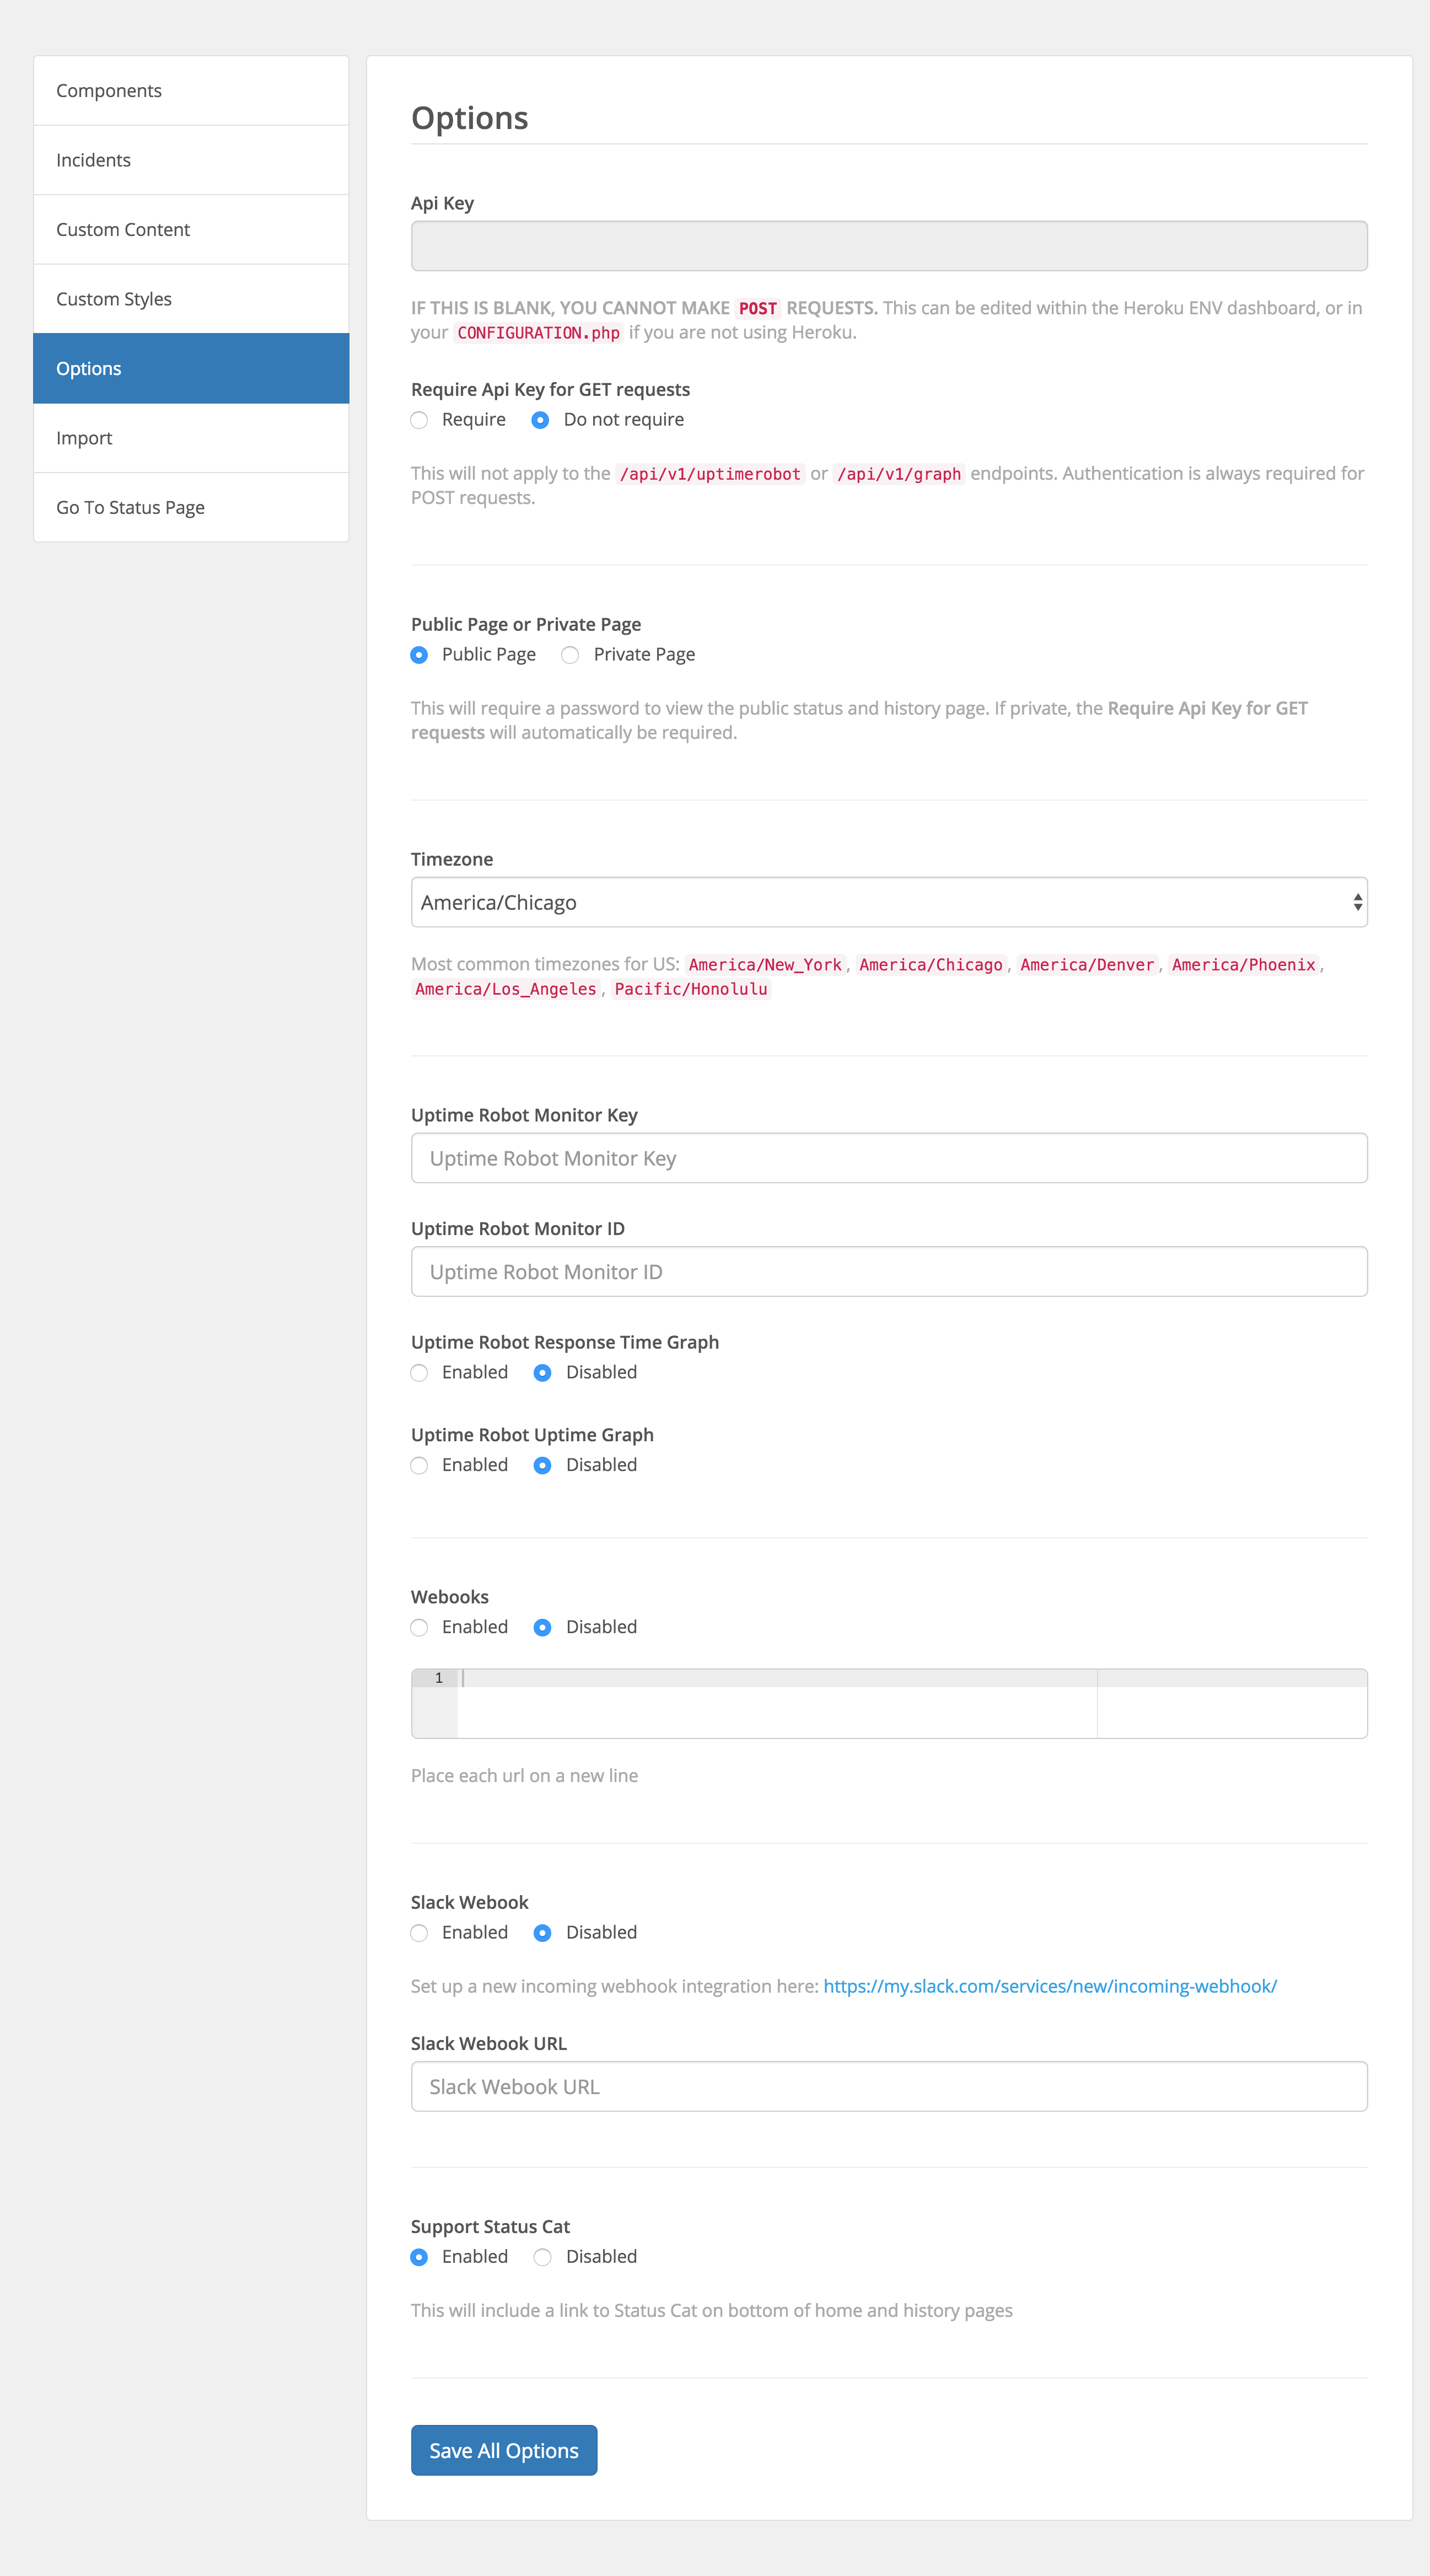 Components
Incidents
Custom Content
Custom Styles
Options
Import
Go To Status Page
Options
Api Key
IF THIS IS BLANK, YOU CANNOT MAKE POST REQUESTS. This can be edited within the Heroku ENV dashboard, or in
your CONFIGURATION.php if you are not using Heroku.
Require Api Key for GET requests
Require Do not require
This will not apply to the /api/v1/uptimerobot or /api/v1/graph endpoints. Authentication is always required for
POST requests.
Public Page or Private Page
Public Page Private Page
This will require a password to view the public status and history page. If private, the Require Api Key for GET
requests will automatically be required.
Timezone
America/Chicago
Most common timezones for US: America/New_York, America/Chicago, America/Denver, America/Phoenix,
America/Los_Angeles, Pacific/Honolulu
Uptime Robot Monitor Key
Uptime Robot Monitor Key
Uptime Robot Monitor ID
Uptime Robot Monitor ID
Uptime Robot Response Time Graph
Enabled Disabled
Uptime Robot Uptime Graph
Enabled Disabled
Webooks
Enabled Disabled
1
Place each url on a new line
Slack Webook
Enabled Disabled
Set up a new incoming webhook integration here: https://my.slack.com/services/new/incoming-webhook/
Slack Webook URL
Slack Webook URL
Support Status Cat
Enabled Disabled
This will include a link to Status Cat on bottom of home and history pages
Save All Options